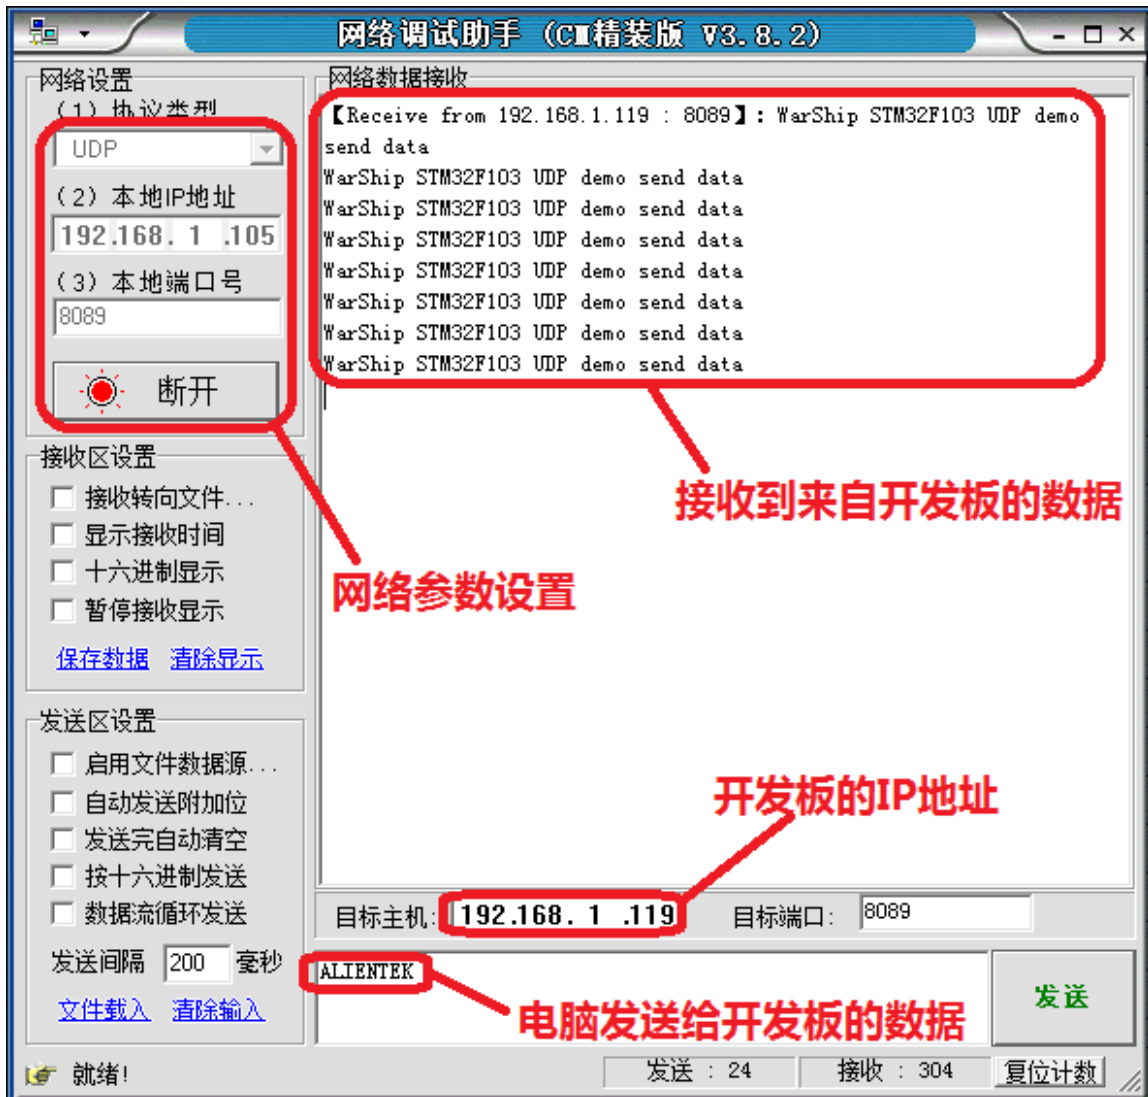 网络调试助手 (CM精装版 V3.8.2)
网络设置
(1) 协议类型
UDP
(2) 本地IP地址
192.168. 1 .105
(3) 本地端口号
8089
断开
接收区设置
接收转向文件...
显示接收时间
十六进制显示
暂停接收显示
保存数据 清除显示
发送区设置
启用文件数据源...
自动发送附加位
发送完自动清空
按十六进制发送
数据流循环发送
发送间隔 200 毫秒
文件载入 清除输入
网络数据接收
【Receive from 192.168.1.119 : 8089】: WarShip STM32F103 UDP demo
send data
WarShip STM32F103 UDP demo send data
WarShip STM32F103 UDP demo send data
WarShip STM32F103 UDP demo send data
WarShip STM32F103 UDP demo send data
WarShip STM32F103 UDP demo send data
WarShip STM32F103 UDP demo send data
WarShip STM32F103 UDP demo send data
接收到来自开发板的数据
网络参数设置
开发板的IP地址
目标主机: 192.168. 1 .119 目标端口: 8089
ALIENTEK
电脑发送给开发板的数据
发送
就绪! 发送 : 24 接收 : 304 复位计数